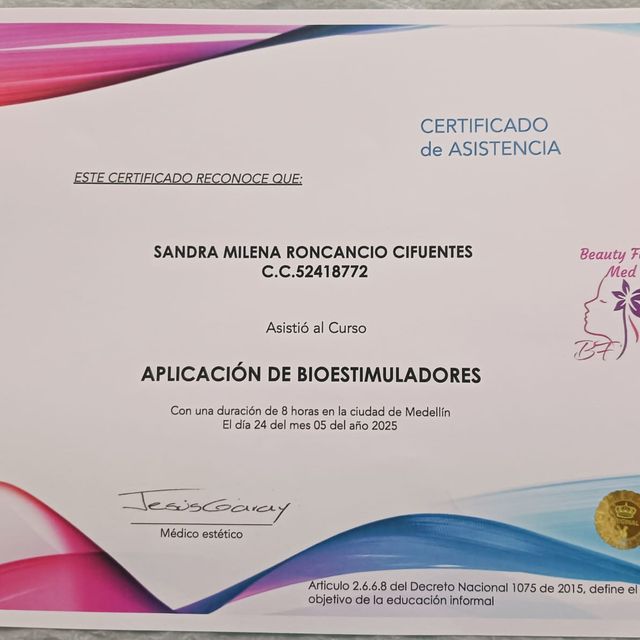 CERTIFICADO
de ASISTENCIA
ESTE CERTIFICADO RECONOCE QUE:
SANDRA MILENA RONCANCIO CIFUENTES
C.C.52418772
Beauty
Med
BF
Asistió al Curso
APLICACIÓN DE BIOESTIMULADORES
Con una duración de 8 horas en la ciudad de Medellín
El día 24 del mes 05 del año 2025
JesúsGaray
Médico estético
Articulo 2.6.6.8 del Decreto Nacional 1075 de 2015, define el
objetivo de la educación informal